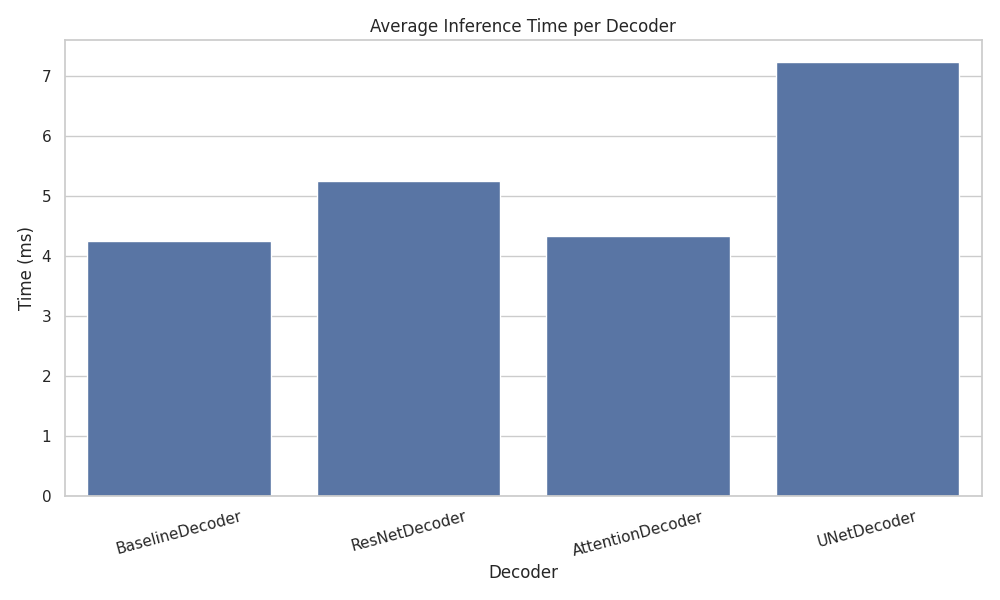 Average Inference Time per Decoder
Time (ms)
7
6
5
4
3
2
1
0
BaselineDecoder
ResNetDecoder
AttentionDecoder
UNetDecoder
Decoder